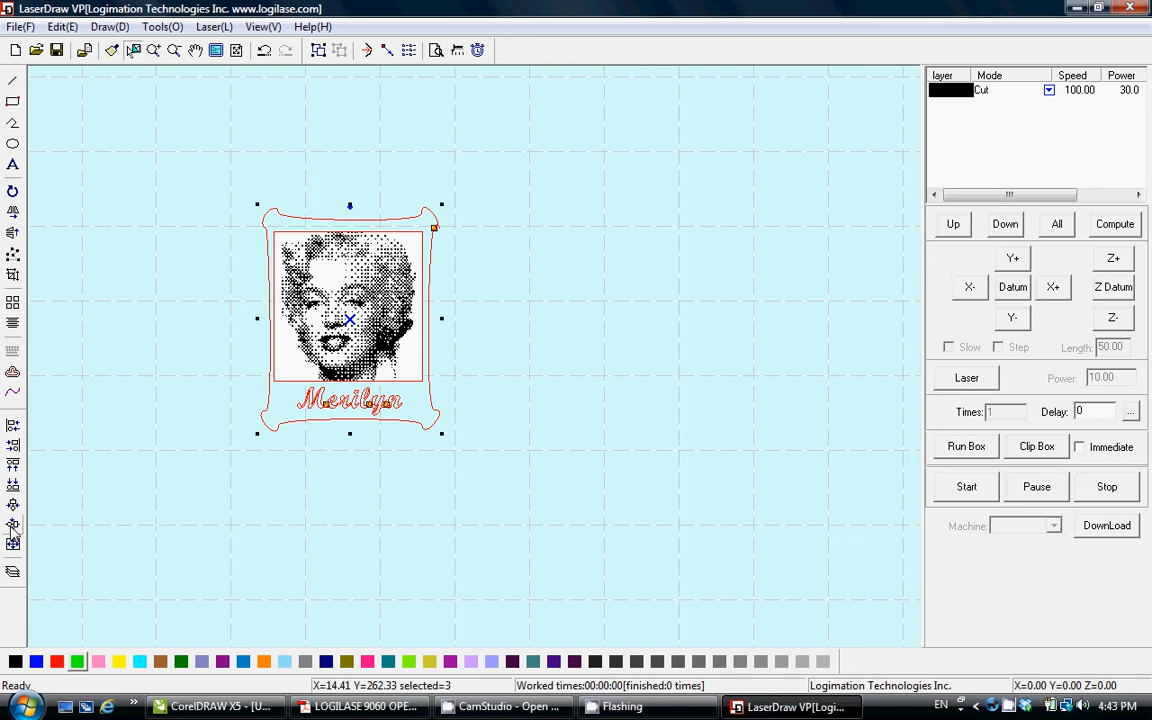 LaserDraw VP[Logimation Technologies Inc. www.logilase.com]
File(F) Edit(E) Draw(D) Tools(O) Laser(L) View(V) Help(H)
layer Mode Speed Power
Cut 100.00 30.0
Up Down All Compute
Y+ Z+
X- Datum X+ Z Datum
Y- Z-
Slow Step Length: 50.00
Laser Power: 10.00
Times: 1 Delay: 0 ...
Run Box Clip Box Immediate
Start Pause Stop
Machine: DownLoad
Merilyn
Ready X=14.41 Y=262.33 selected=3 Worked times:00:00:00[finished:0 times] Logimation Technologies Inc. X=0.00 Y=0.00 Z=0.00
CorelDRAW X5 - [U... LOGILASE 9060 OPE... CamStudio - Open ... Flashing LaserDraw VP[Logi... EN 4:43 PM